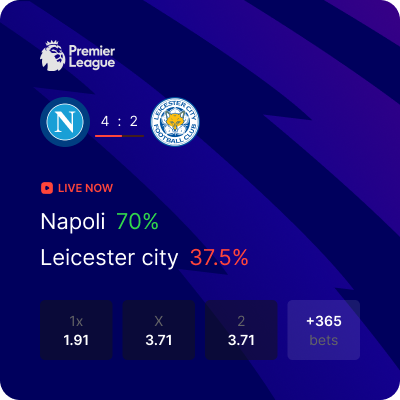 Premier
League
N
4 : 2
LEICESTER CITY
FOOTBALL CLUB
LIVE NOW
Napoli 70%
Leicester city 37.5%
1x X 2 +365
1.91 3.71 3.71 bets